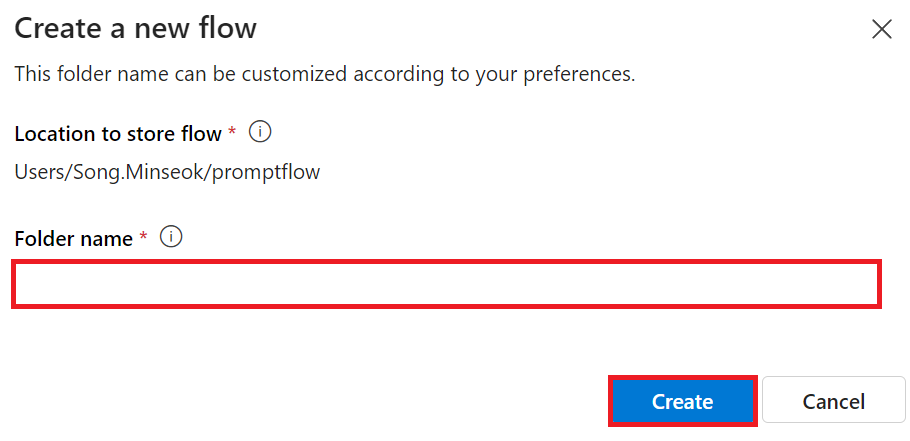 Create a new flow
This folder name can be customized according to your preferences.
Location to store flow *
Users/Song.Minseok/promptflow
Folder name *
Create
Cancel